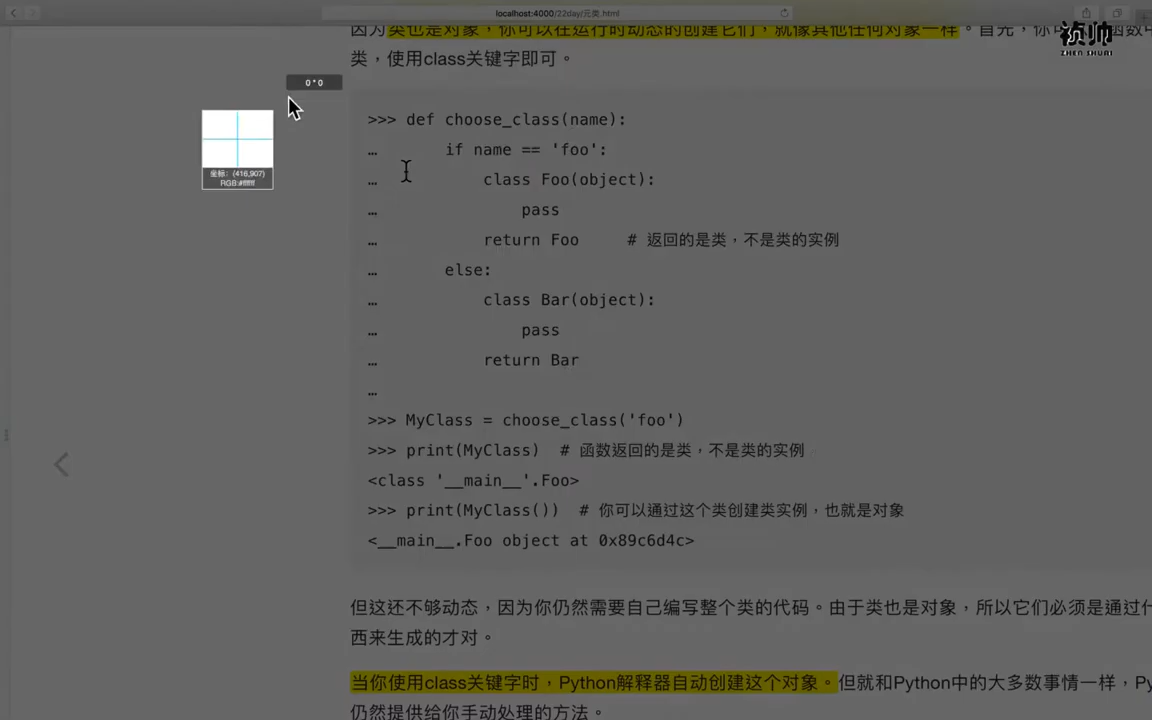 localhost:4000/22day/元类.html
祯帅
ZHEN SHUAI
因为类也是对象，你可以在运行时动态的创建它们，就像其他任何对象一样。首先，你可
类，使用class关键字即可。
0*0
坐标：(416,907)
RGB:#ffffff
>>> def choose_class(name):
…       if name == 'foo':
…           class Foo(object):
…               pass
…           return Foo     # 返回的是类，不是类的实例
…       else:
…           class Bar(object):
…               pass
…           return Bar
…
>>> MyClass = choose_class('foo')
>>> print(MyClass)  # 函数返回的是类，不是类的实例
<class '__main__'.Foo>
>>> print(MyClass())  # 你可以通过这个类创建类实例，也就是对象
<__main__.Foo object at 0x89c6d4c>
但这还不够动态，因为你仍然需要自己编写整个类的代码。由于类也是对象，所以它们必须是通过什
西来生成的才对。
当你使用class关键字时，Python解释器自动创建这个对象。但就和Python中的大多数事情一样，Py
仍然提供给你手动处理的方法。